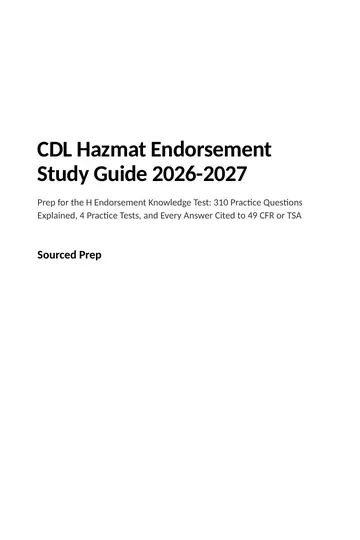 CDL Hazmat Endorsement
Study Guide 2026-2027
Prep for the H Endorsement Knowledge Test: 310 Practice Questions
Explained, 4 Practice Tests, and Every Answer Cited to 49 CFR or TSA
Sourced Prep